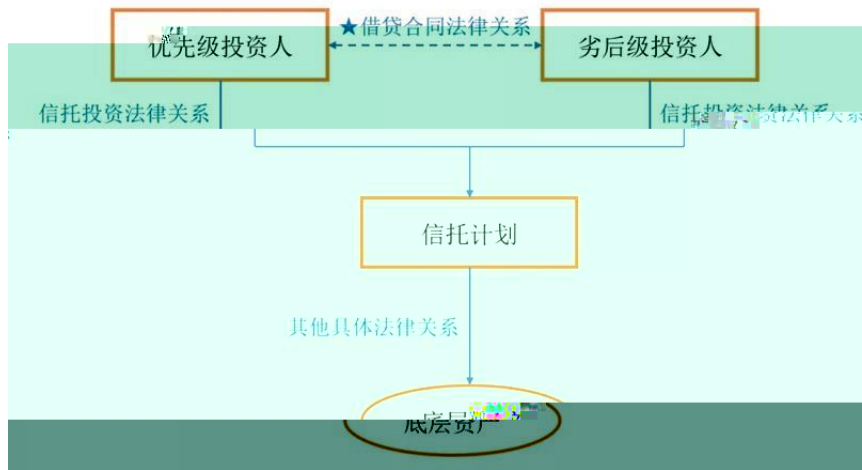 优先级投资人
★借贷合同法律关系
劣后级投资人
信托投资法律关系
信托投资法律关系
信托计划
其他具体法律关系
底层资产